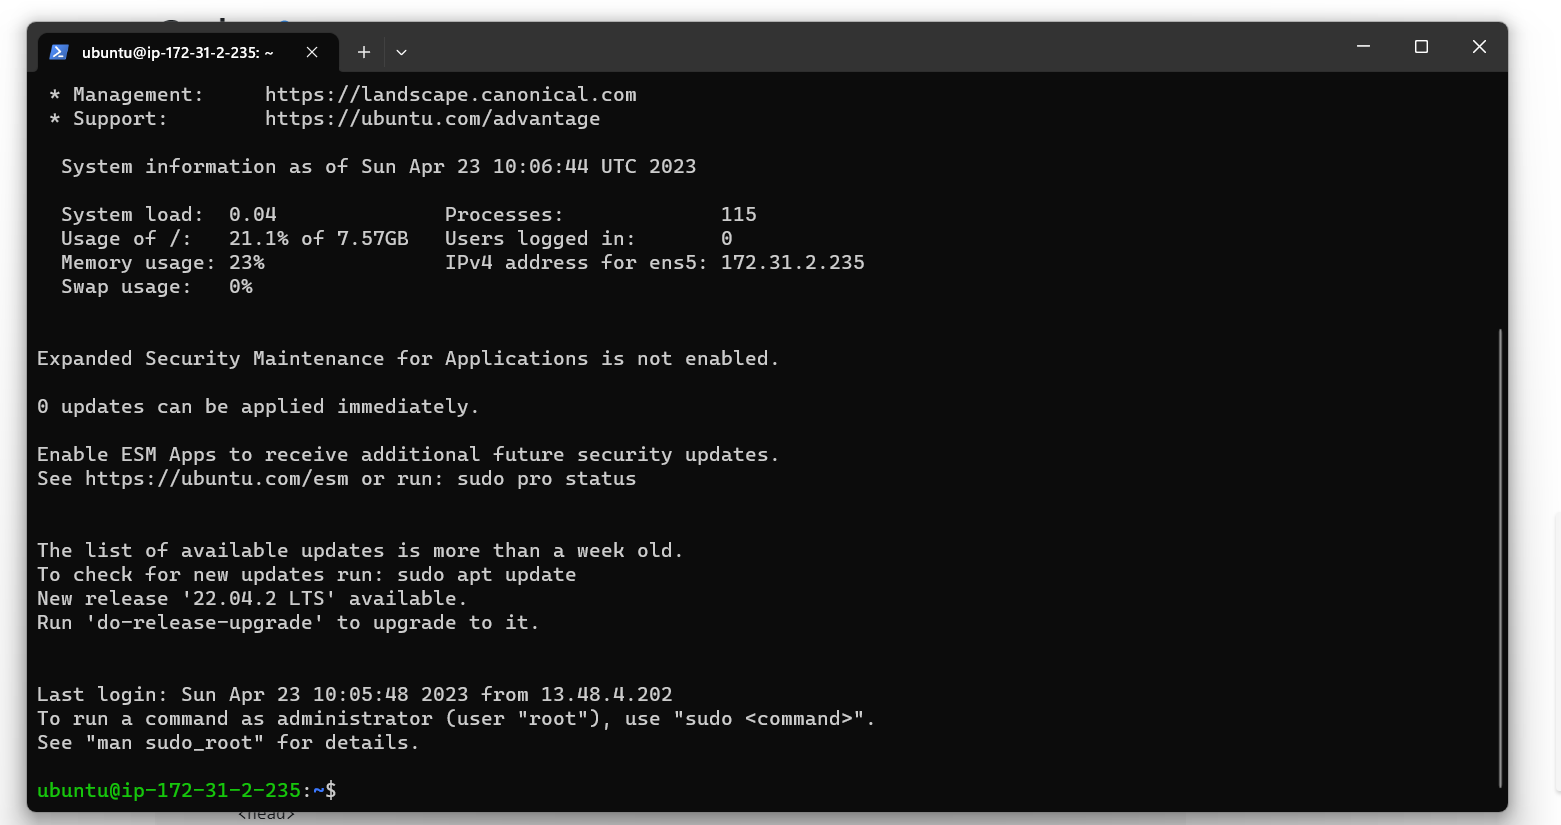 ubuntu@ip-172-31-2-235: ~
* Management: https://landscape.canonical.com
* Support: https://ubuntu.com/advantage
System information as of Sun Apr 23 10:06:44 UTC 2023
System load: 0.04 Processes: 115
Usage of /: 21.1% of 7.57GB Users logged in: 0
Memory usage: 23% IPv4 address for ens5: 172.31.2.235
Swap usage: 0%
Expanded Security Maintenance for Applications is not enabled.
0 updates can be applied immediately.
Enable ESM Apps to receive additional future security updates.
See https://ubuntu.com/esm or run: sudo pro status
The list of available updates is more than a week old.
To check for new updates run: sudo apt update
New release '22.04.2 LTS' available.
Run 'do-release-upgrade' to upgrade to it.
Last login: Sun Apr 23 10:05:48 2023 from 13.48.4.202
To run a command as administrator (user "root"), use "sudo <command>".
See "man sudo_root" for details.
ubuntu@ip-172-31-2-235:~$
<head>